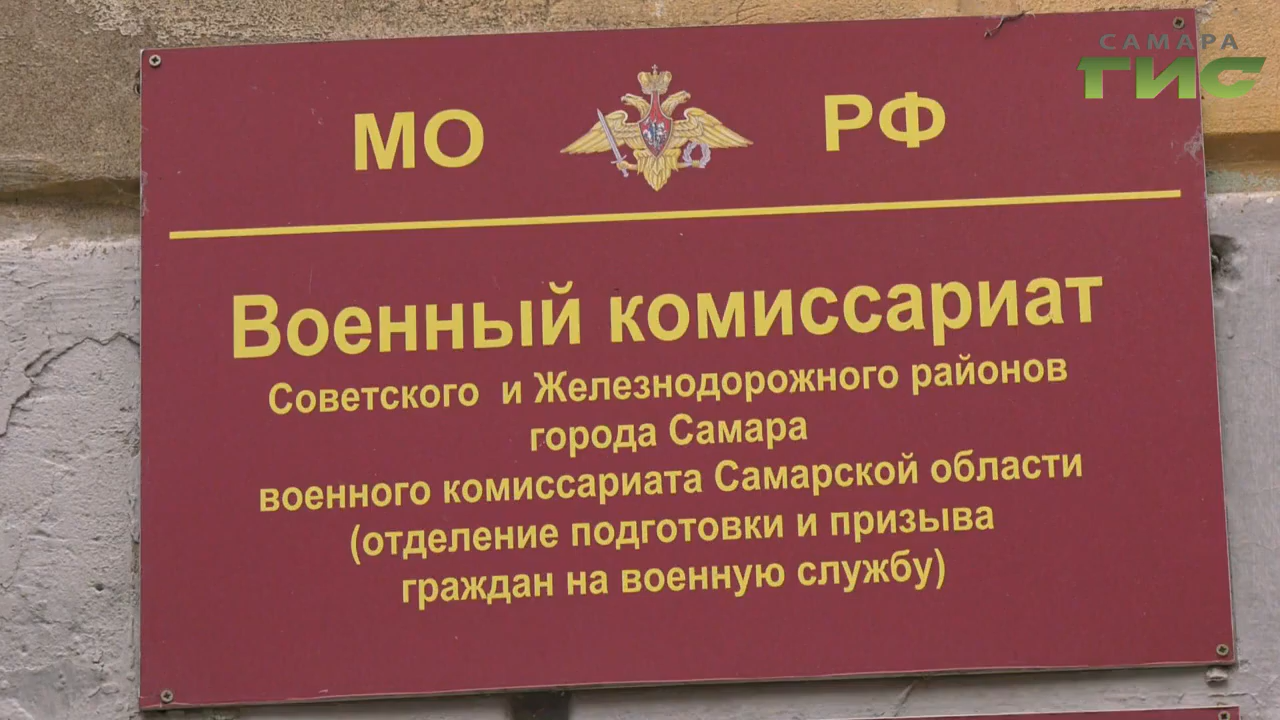 САМАРА
ГИС
МО РФ
Военный комиссариат
Советского и Железнодорожного районов
города Самара
военного комиссариата Самарской области
(отделение подготовки и призыва
граждан на военную службу)